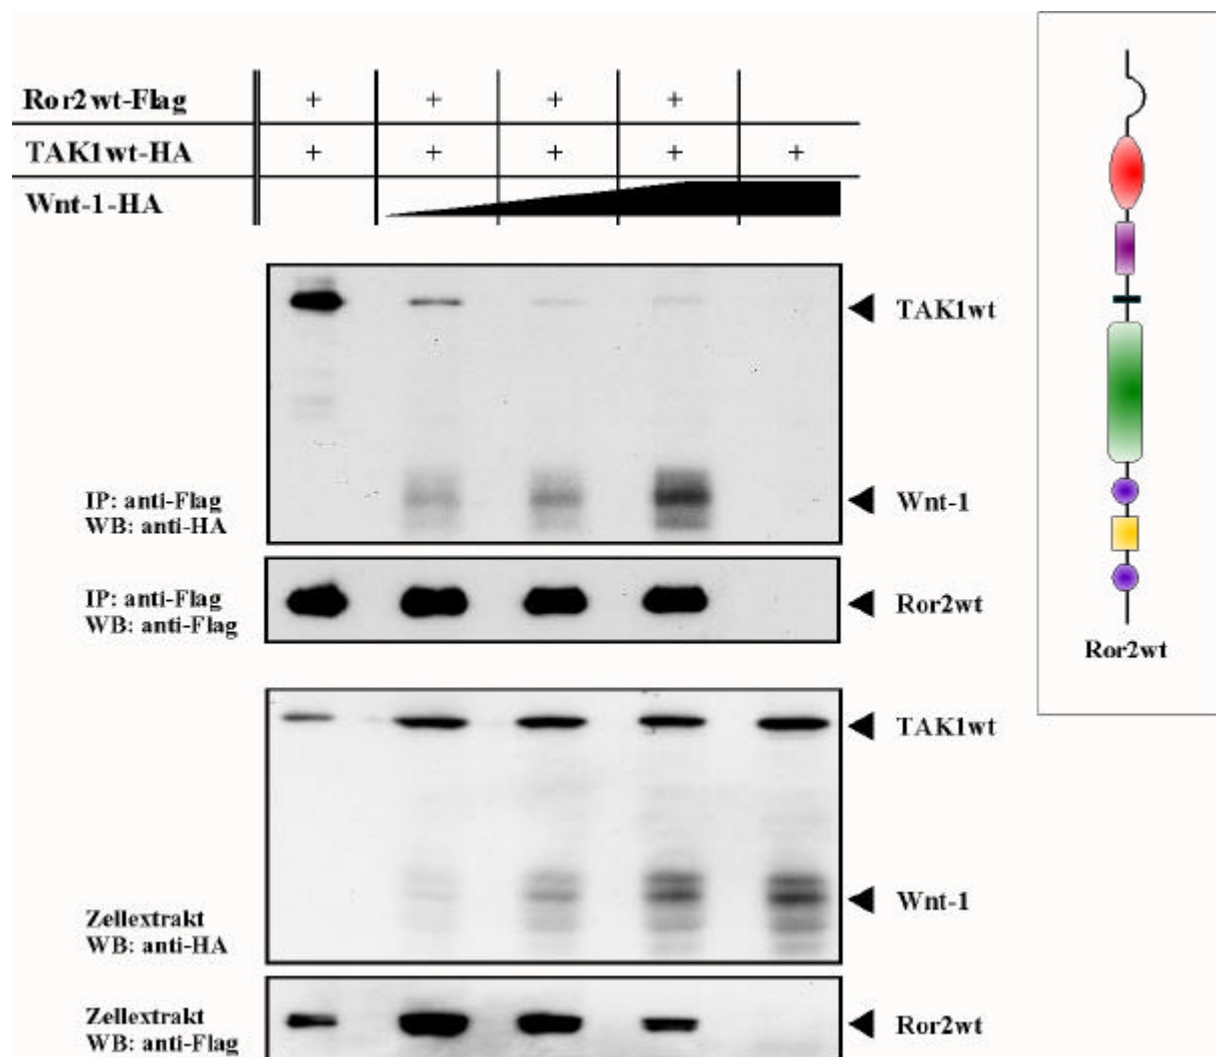 Ror2wt-Flag + + + +
TAK1wt-HA + + + + +
Wnt-1-HA
TAK1wt
IP: anti-Flag
WB: anti-HA
Wnt-1
IP: anti-Flag
WB: anti-Flag
Ror2wt
Ror2wt
TAK1wt
Zellextrakt
WB: anti-HA
Wnt-1
Zellextrakt
WB: anti-Flag
Ror2wt